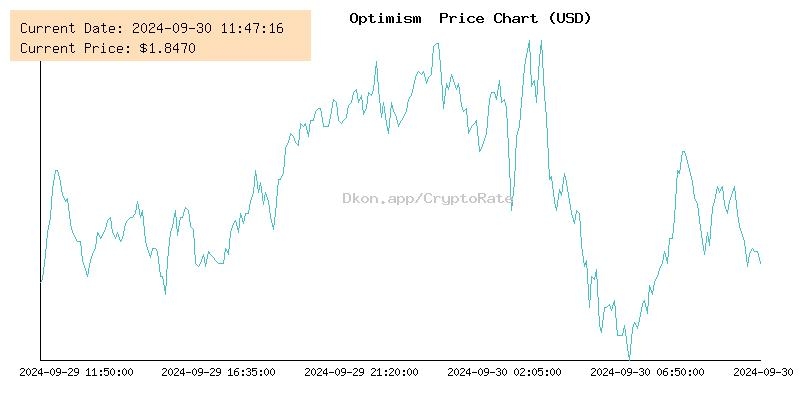 Optimism  Price Chart (USD)
Current Date: 2024-09-30 11:47:16
Current Price: $1.8470
Dkon.app/CryptoRate
2024-09-29 11:50:00 2024-09-29 16:35:00 2024-09-29 21:20:00 2024-09-30 02:05:00 2024-09-30 06:50:00 2024-09-30